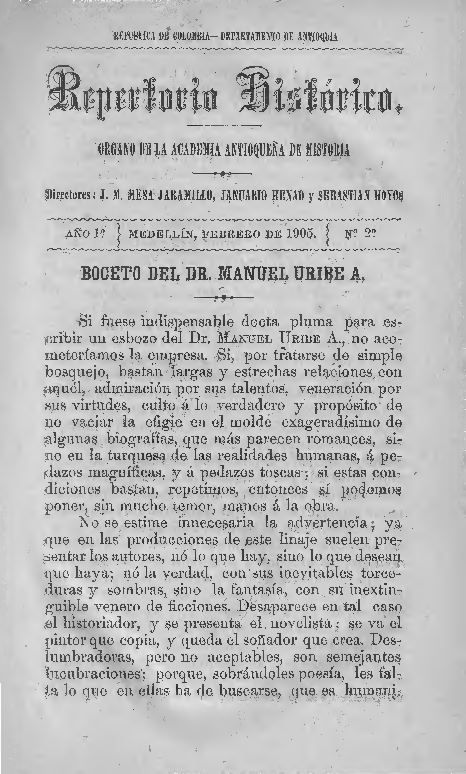 REPUBLICA DE COLOMBIA—DEPARTAMENTO DE ANTIOQUIA
Repertorio Histórico.
ORGANO DE LA ACADEMIA ANTIOQUEÑA DE HISTORIA
Directores: J. M. MESA JARAMILLO, JANUARIO HENAO y SEBASTIAN HOYOS
AÑO 1º } MEDELLÍN, FEBRERO DE 1905. { Nº 2º
BOCETO DEL DR. MANUEL URIBE A.
Si fuese indispensable docta pluma para es-
cribir un esbozo del Dr. MANUEL URIBE A., no aco-
meteríamos la empresa. Si, por tratarse de simple
bosquejo, bastan largas y estrechas relaciones con
aquél, admiración por sus talentos, veneración por
sus virtudes, culto á lo verdadero y propósito de
no vaciar la efigie en el molde exageradísimo de
algunas biografías, que más parecen romances, si-
no en la turquesa de las realidades humanas, á pe-
dazos magníficas, y á pedazos toscas; si estas con-
diciones bastan, repetimos, entonces sí podemos
poner, sin mucho temor, manos á la obra.
No se estime innecesaria la advertencia; ya
que en las producciones de este linaje suelen pre-
sentar los autores, nó lo que hay, sino lo que desean
que haya; nó la verdad, con sus inevitables torce-
duras y sombras, sino la fantasía, con su inextin-
guible venero de ficciones. Desaparece en tal caso
el historiador, y se presenta el novelista; se va el
pintor que copia, y queda el soñador que crea. Des-
lumbradoras, pero no aceptables, son semejantes
lucubraciones; porque, sobrándoles poesía, les fal-
ta lo que en ellas ha de buscarse, que es humani-